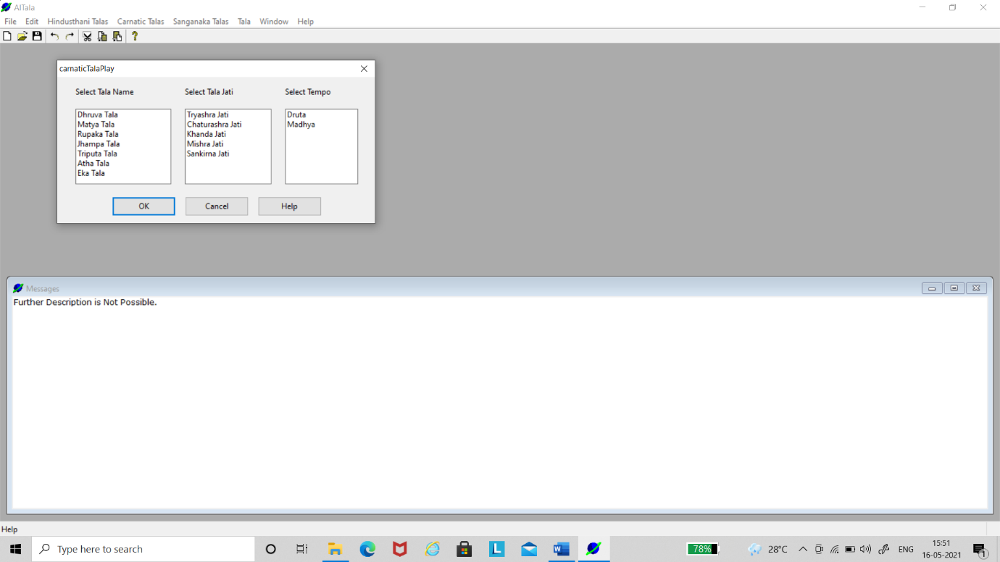 AITala
File Edit Hindusthani Talas Carnatic Talas Sanganaka Talas Tala Window Help
carnaticTalaPlay
Select Tala Name Select Tala Jati Select Tempo
Dhruva Tala Tryashra Jati Druta
Matya Tala Chaturashra Jati Madhya
Rupaka Tala Khanda Jati
Jhampa Tala Mishra Jati
Triputa Tala Sankirna Jati
Atha Tala
Eka Tala
OK Cancel Help
Messages
Further Description is Not Possible.
Help
Type here to search
78% 28°C ENG 15:51
16-05-2021 1